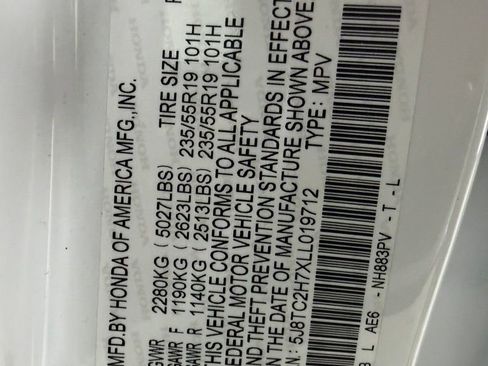 MFD.BY HONDA OF AMERICA MFG.,INC.
GVWR 2280KG (5027LBS) TIRE SIZE
GAWR F 1190KG (2623LBS) 235/55R19 101H
GAWR R 1140KG (2513LBS) 235/55R19 101H
THIS VEHICLE CONFORMS TO ALL APPLICABLE
FEDERAL MOTOR VEHICLE SAFETY
AND THEFT PREVENTION STANDARDS IN EFFECT
ON THE DATE OF MANUFACTURE SHOWN ABOVE
V.I.N.: 5J8TC2H7XLL019712 TYPE: MPV
L AE6 -NH883PV - T - L